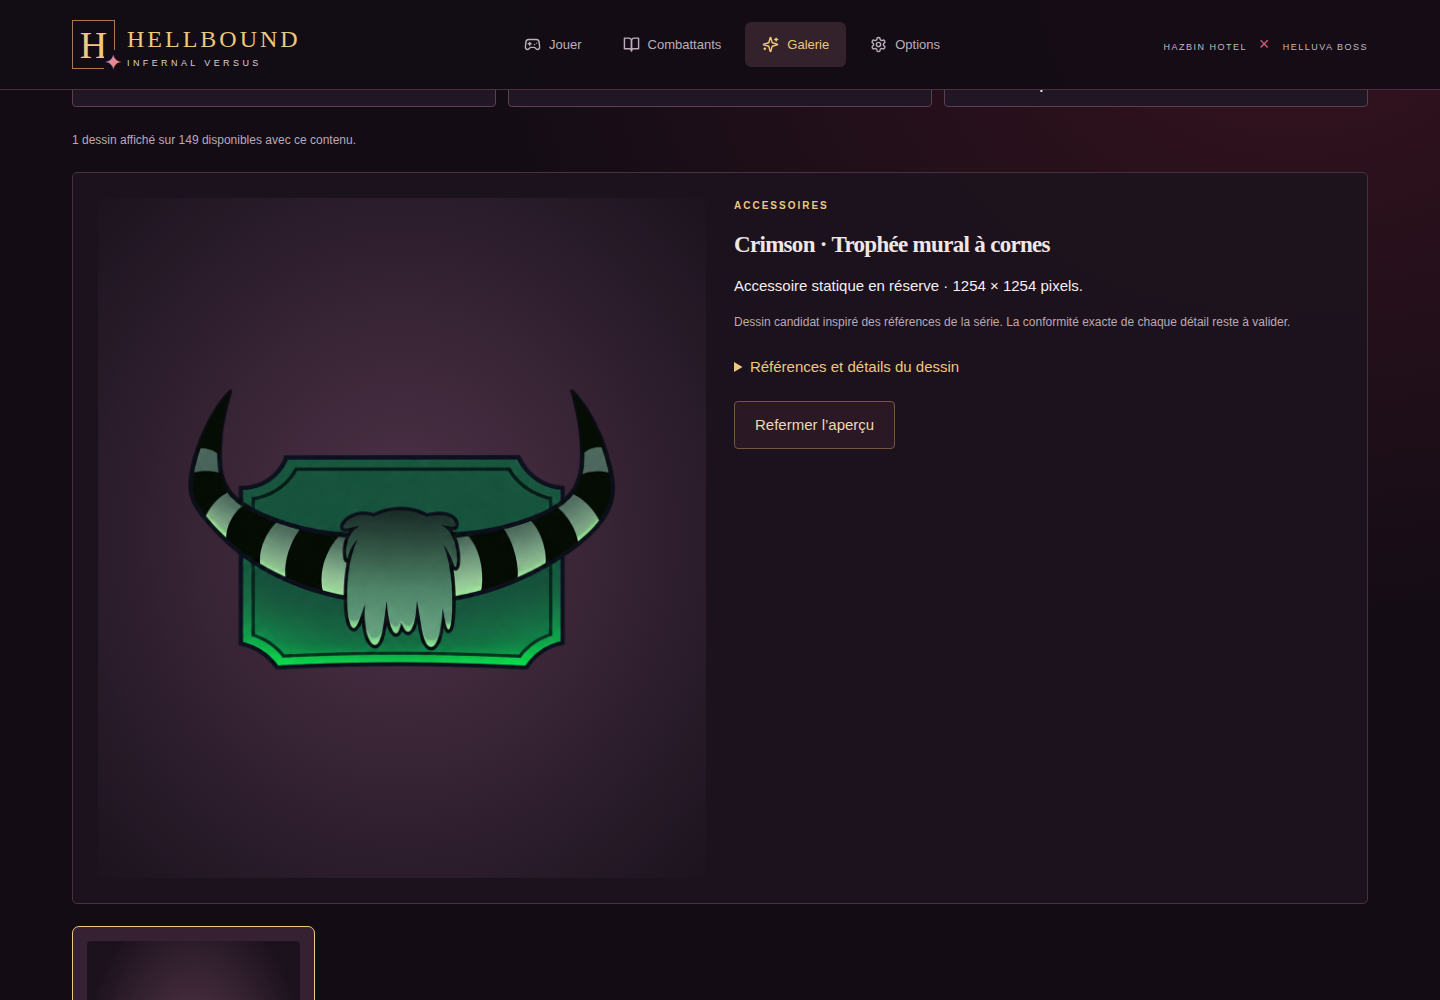 H
HELLBOUND
INFERNAL VERSUS
Jouer
Combattants
Galerie
Options
HAZBIN HOTEL × HELLUVA BOSS
1 dessin affiché sur 149 disponibles avec ce contenu.
ACCESSOIRES
Crimson · Trophée mural à cornes
Accessoire statique en réserve · 1254 × 1254 pixels.
Dessin candidat inspiré des références de la série. La conformité exacte de chaque détail reste à valider.
Références et détails du dessin
Refermer l’aperçu